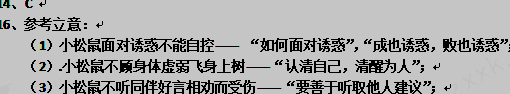 14、C
16、参考立意：
（1）小松鼠面对诱惑不能自控——  “如何面对诱惑”，“成也诱惑，败也诱惑”
（2）.小松鼠不顾身体虚弱飞身上树——“认清自己，清醒为人”；
（3）小松鼠不听同伴好言相劝而受伤——“要善于听取他人建议”；